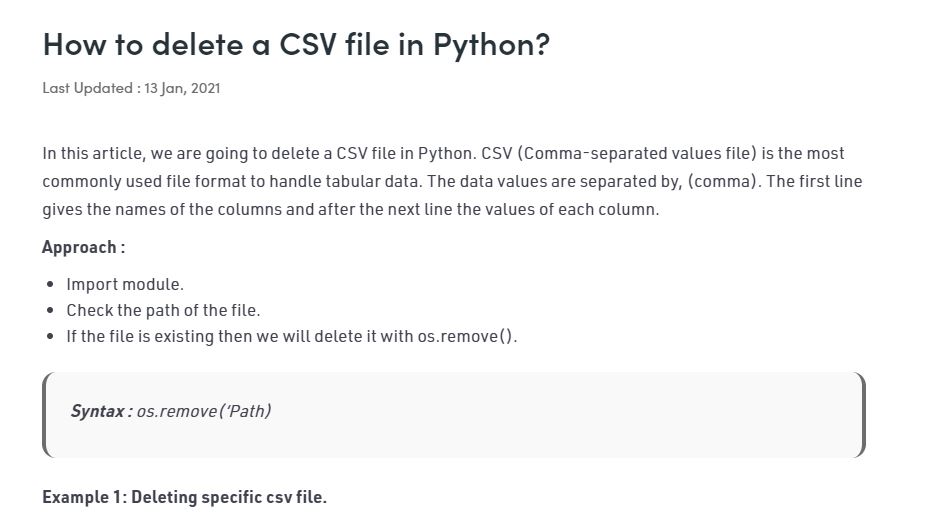 How to delete a CSV file in Python?
Last Updated : 13 Jan, 2021
In this article, we are going to delete a CSV file in Python. CSV (Comma-separated values file) is the most
commonly used file format to handle tabular data. The data values are separated by, (comma). The first line
gives the names of the columns and after the next line the values of each column.
Approach :
• Import module.
• Check the path of the file.
• If the file is existing then we will delete it with os.remove().
Syntax : os.remove(‘Path)
Example 1: Deleting specific csv file.